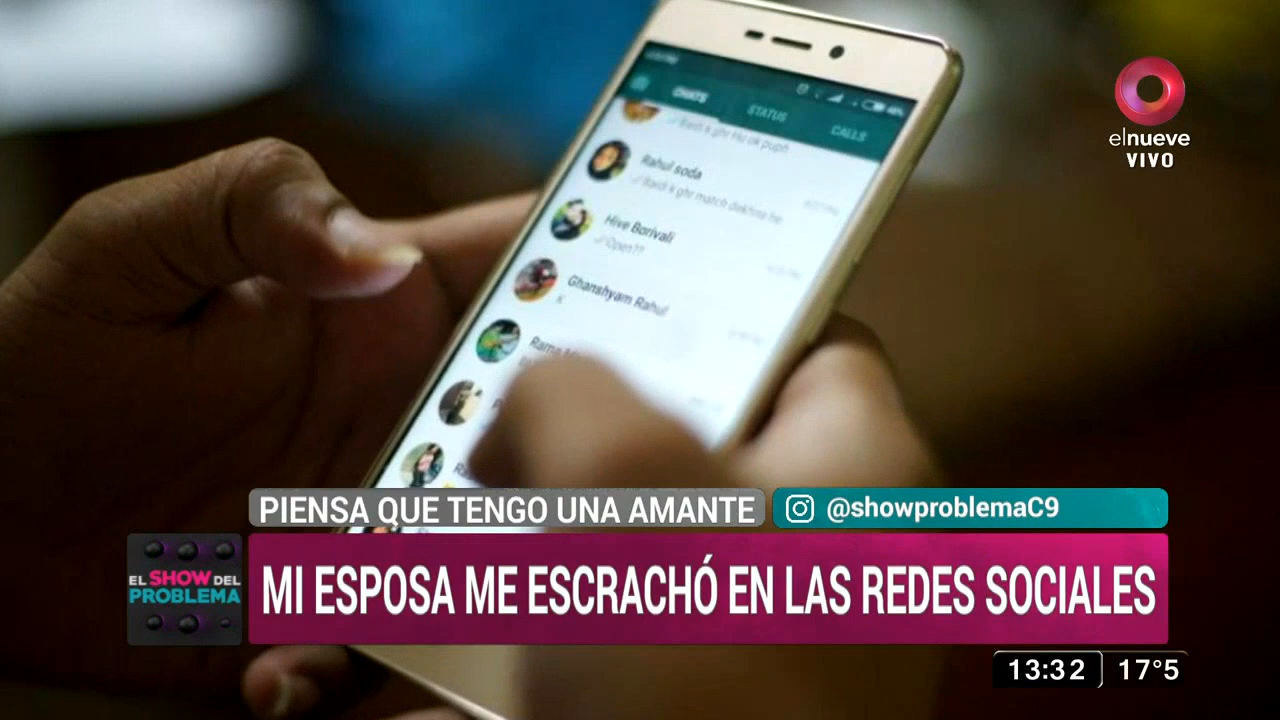 CHATS
STATUS
CALLS
Rahul soda
Hive Borivali
Open??
Ghanshyam Rahul
K
elnueve
VIVO
PIENSA QUE TENGO UNA AMANTE
@showproblemaC9
EL SHOW DEL
PROBLEMA
MI ESPOSA ME ESCRACHÓ EN LAS REDES SOCIALES
13:32
17°5